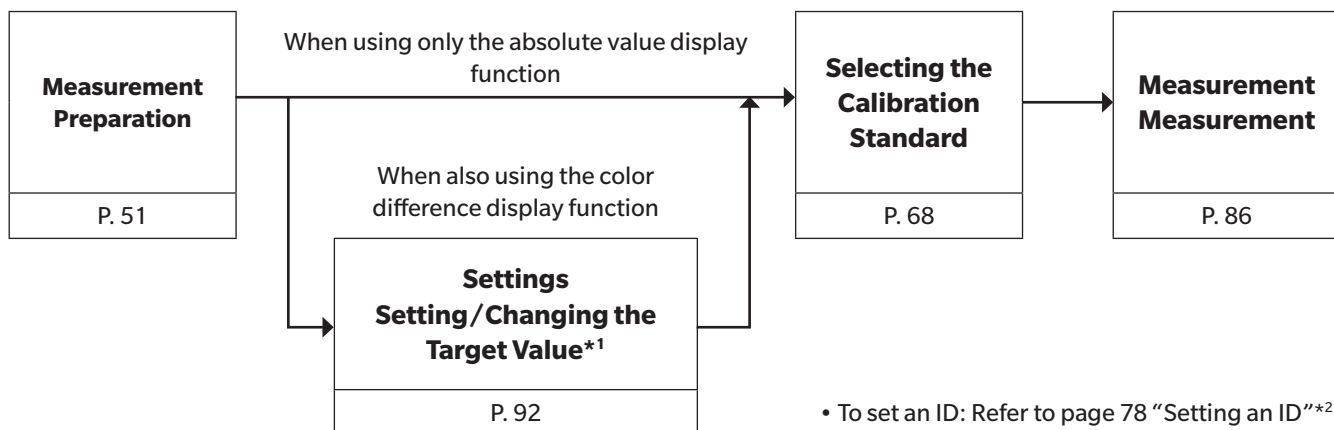 Measurement
Preparation
P. 51
When using only the absolute value display
function
When also using the color
difference display function
Settings
Setting/Changing the
Target Value*1
P. 92
Selecting the
Calibration
Standard
P. 68
Measurement
Measurement
P. 86
• To set an ID: Refer to page 78 “Setting an ID”*2